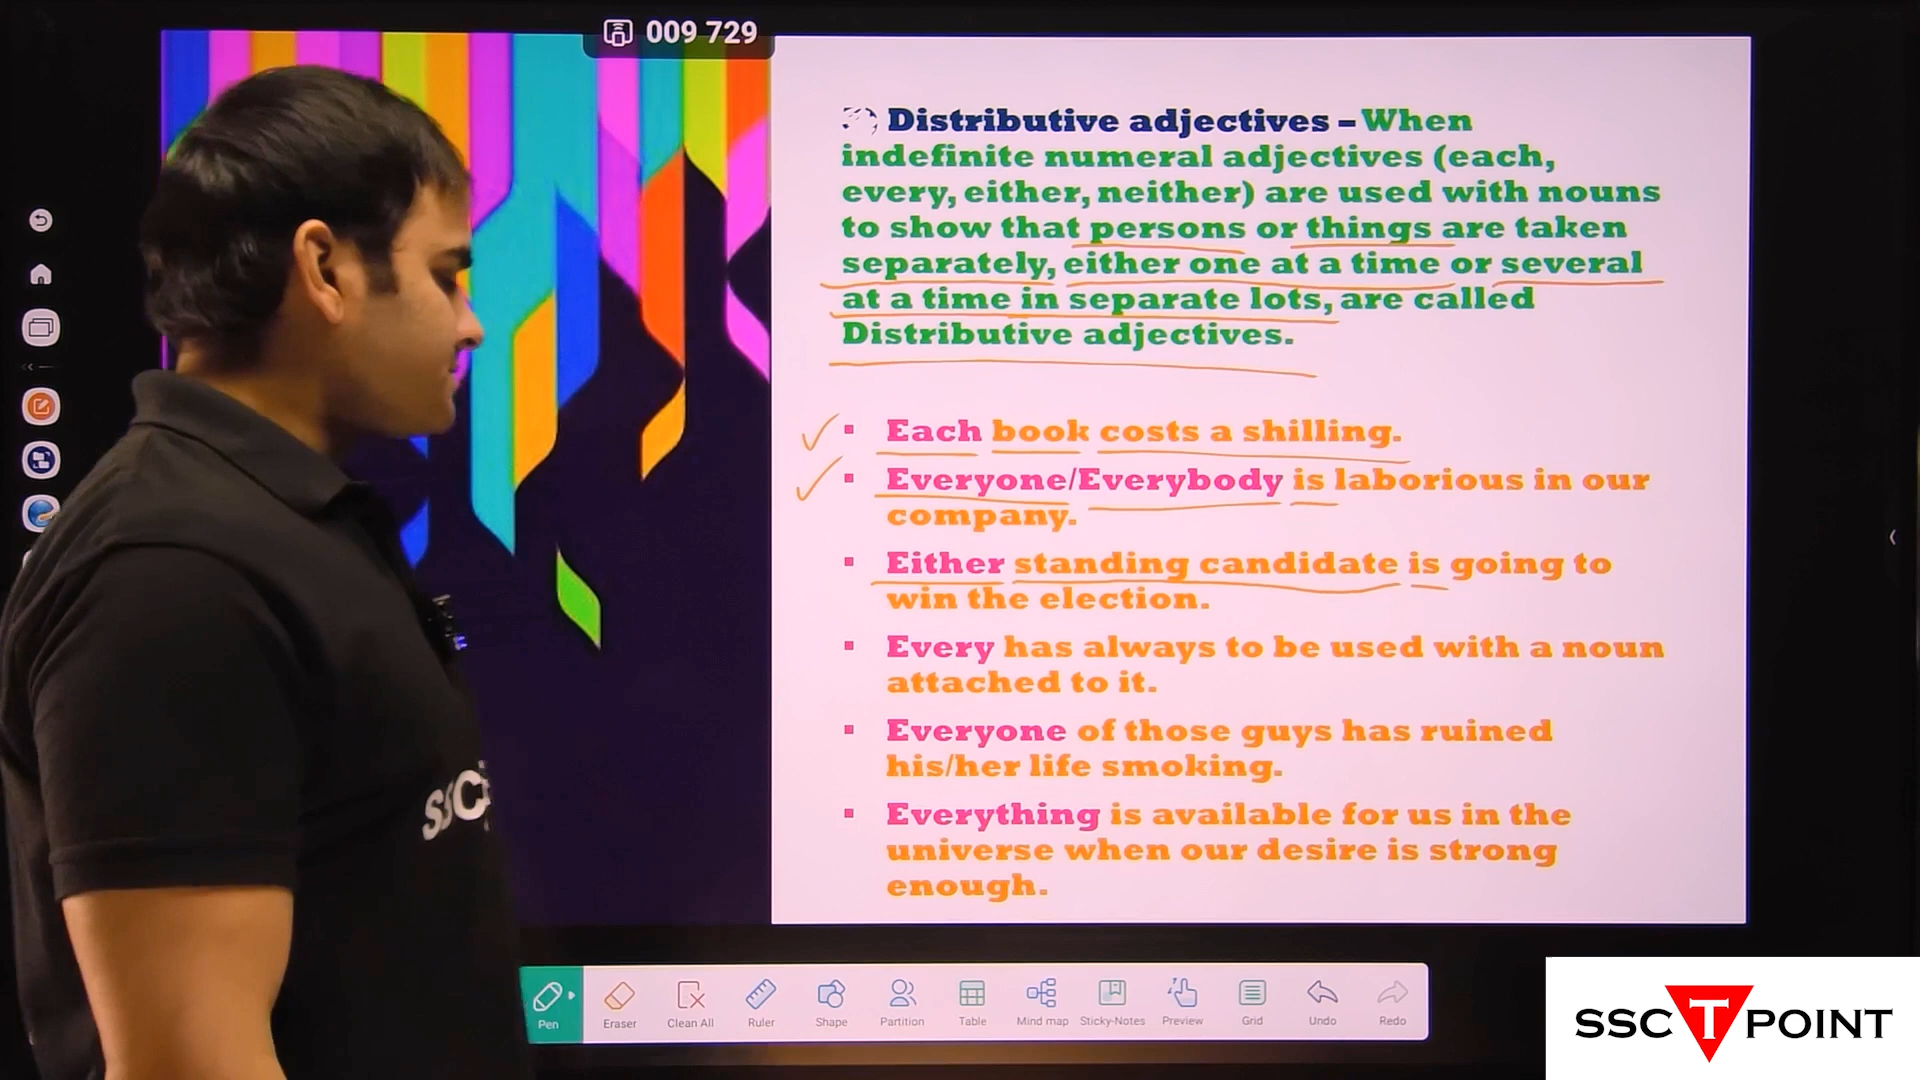 009 729
Distributive adjectives – When
indefinite numeral adjectives (each,
every, either, neither) are used with nouns
to show that persons or things are taken
separately, either one at a time or several
at a time in separate lots, are called
Distributive adjectives.
▪ Each book costs a shilling.
▪ Everyone/Everybody is laborious in our
company.
▪ Either standing candidate is going to
win the election.
▪ Every has always to be used with a noun
attached to it.
▪ Everyone of those guys has ruined
his/her life smoking.
▪ Everything is available for us in the
universe when our desire is strong
enough.
SSC
Pen Eraser Clean All Ruler Shape Partition Table Mind map Sticky-Notes Preview Grid Undo Redo
SSC T POINT